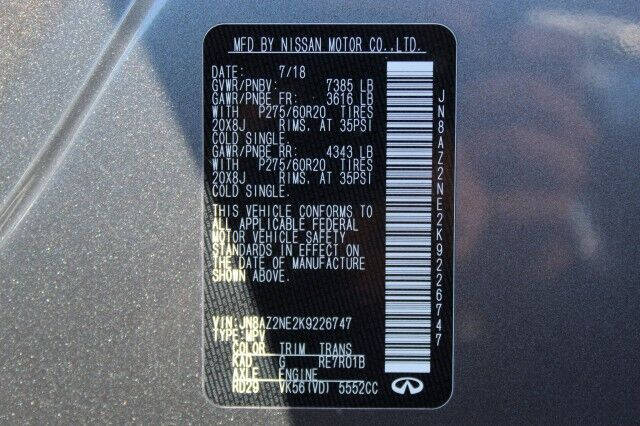 MFD BY NISSAN MOTOR CO.,LTD.
DATE: 7/18
GVWR/PNBV: 7385 LB
GAWR/PNBE FR: 3616 LB
WITH P275/60R20 TIRES
20X8J RIMS, AT 35PSI
COLD SINGLE.
GAWR/PNBE RR: 4343 LB
WITH P275/60R20 TIRES
20X8J RIMS, AT 35PSI
COLD SINGLE.
THIS VEHICLE CONFORMS TO
ALL APPLICABLE FEDERAL
MOTOR VEHICLE SAFETY
STANDARDS IN EFFECT ON
THE DATE OF MANUFACTURE
SHOWN ABOVE.
VIN:JN8AZ2NE2K9226747
TYPE:MPV
COLOR TRIM TRANS
KAD G RE7R01B
AXLE ENGINE
RD29 VK56(VD) 5552CC
JN8AZ2NE2K9226747